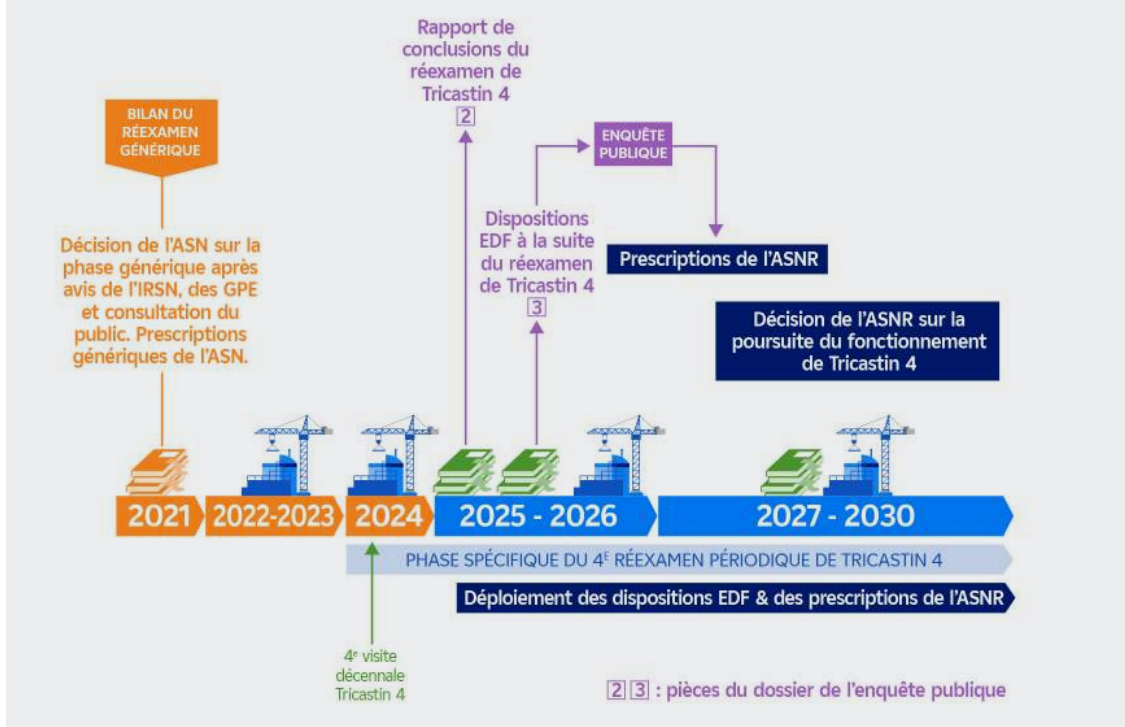 Rapport de
conclusions du
réexamen de
Tricastin 4
2
BILAN DU
RÉEXAMEN
GÉNÉRIQUE
ENQUÊTE
PUBLIQUE
Décision de l'ASN sur la
phase générique après
avis de l'IRSN, des GPE
et consultation du
public. Prescriptions
génériques de l'ASN.
Dispositions
EDF à la suite
du réexamen
de Tricastin 4
3
Prescriptions de l'ASNR
Décision de l'ASNR sur la
poursuite du fonctionnement
de Tricastin 4
2021
2022-2023
2024
2025 - 2026
2027 - 2030
PHASE SPÉCIFIQUE DU 4E RÉEXAMEN PÉRIODIQUE DE TRICASTIN 4
Déploiement des dispositions EDF & des prescriptions de l'ASNR
4e visite
décennale
Tricastin 4
2 3 : pièces du dossier de l'enquête publique